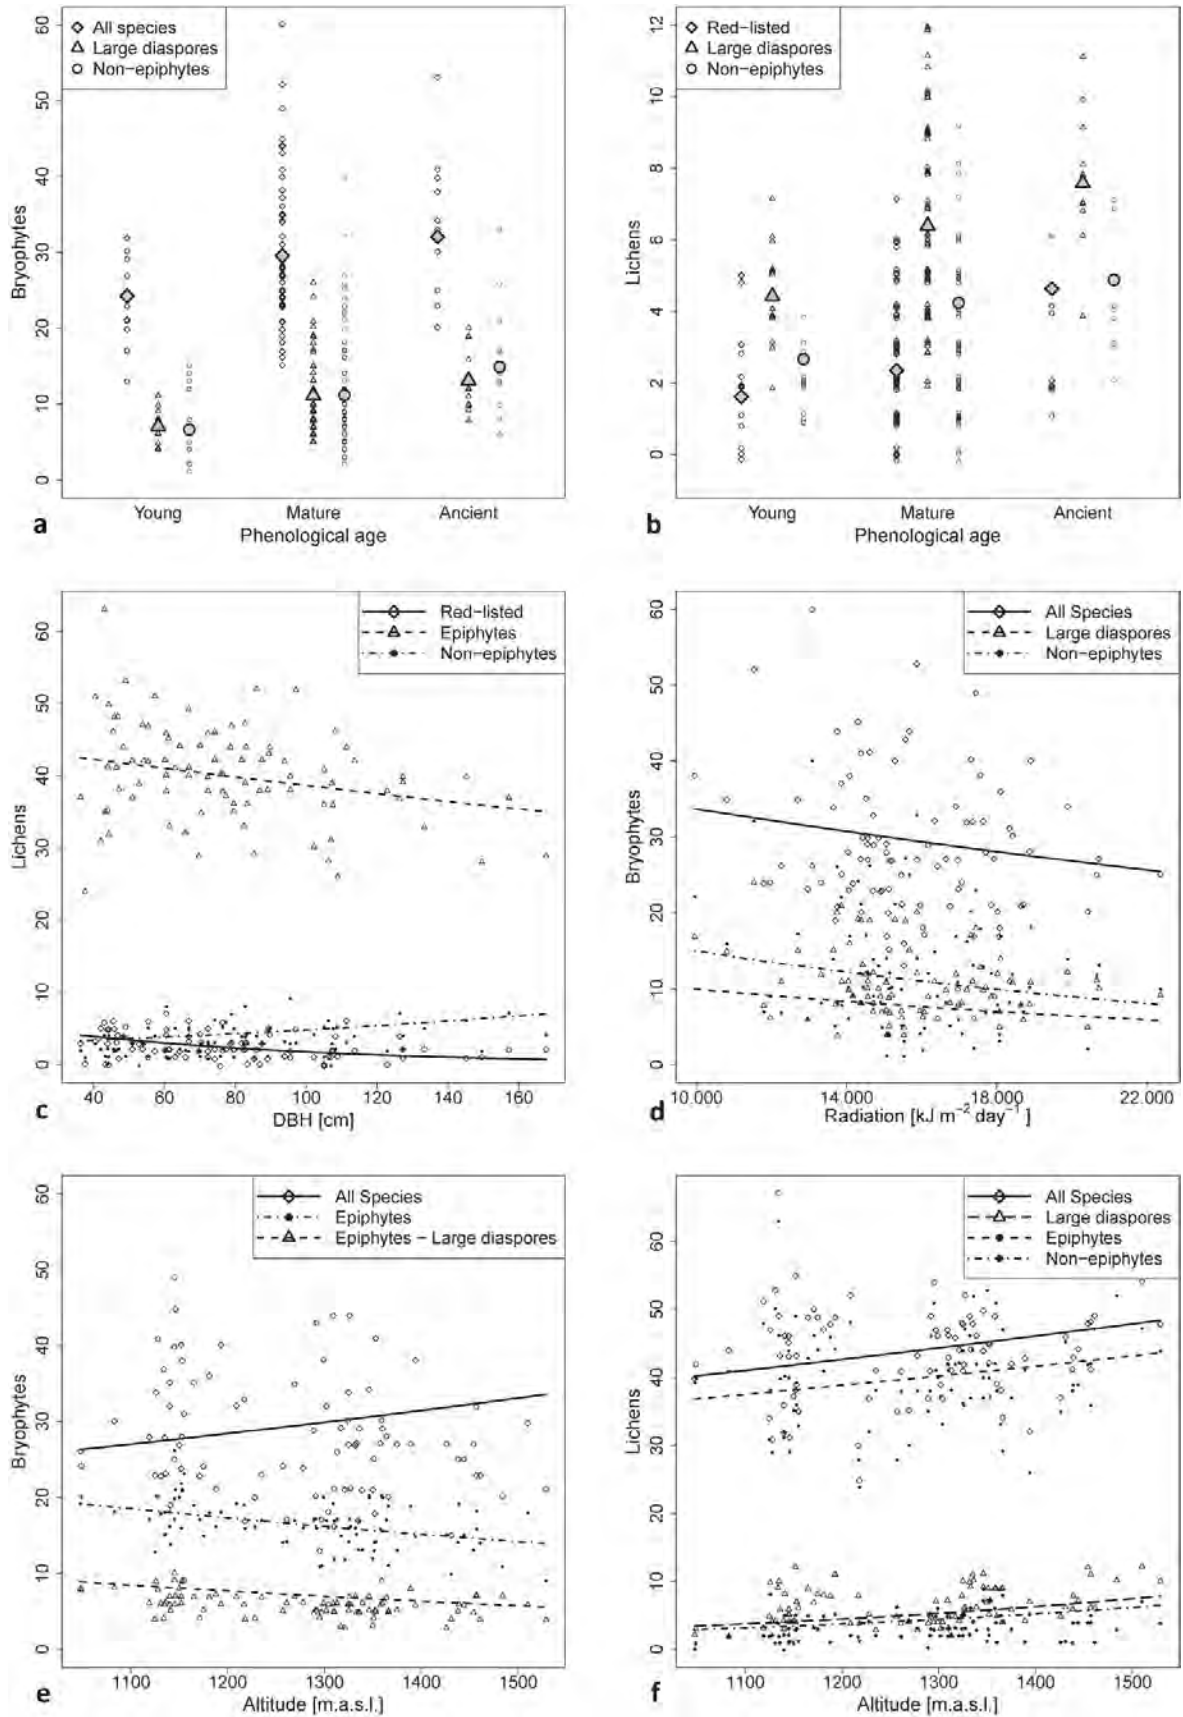 All species
Large diaspores
Non-epiphytes
Bryophytes
60
50
40
30
20
10
0
Young
Mature
Ancient
Phenological age
a
Red-listed
Large diaspores
Non-epiphytes
Lichens
12
10
8
6
4
2
0
Young
Mature
Ancient
Phenological age
b
Red-listed
Epiphytes
Non-epiphytes
Lichens
60
50
40
30
20
10
0
40
60
80
100
120
140
160
DBH [cm]
c
All Species
Large diaspores
Non-epiphytes
Bryophytes
60
50
40
30
20
10
0
10.000
14.000
18.000
22.000
Radiation [kJ m−2 day−1 ]
d
All Species
Epiphytes
Epiphytes − Large diaspores
Bryophytes
60
50
40
30
20
10
0
1100
1200
1300
1400
1500
Altitude [m.a.s.l.]
e
All Species
Large diaspores
Epiphytes
Non-epiphytes
Lichens
60
50
40
30
20
10
0
1100
1200
1300
1400
1500
Altitude [m.a.s.l.]
f